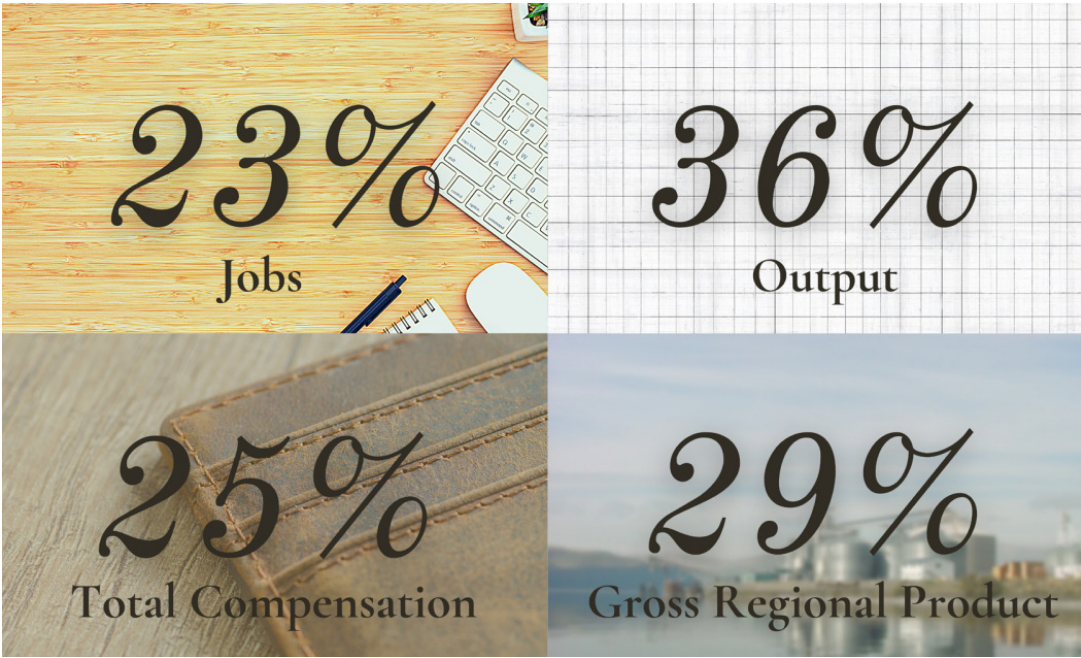 23%
Jobs
36%
Output
25%
Total Compensation
29%
Gross Regional Product